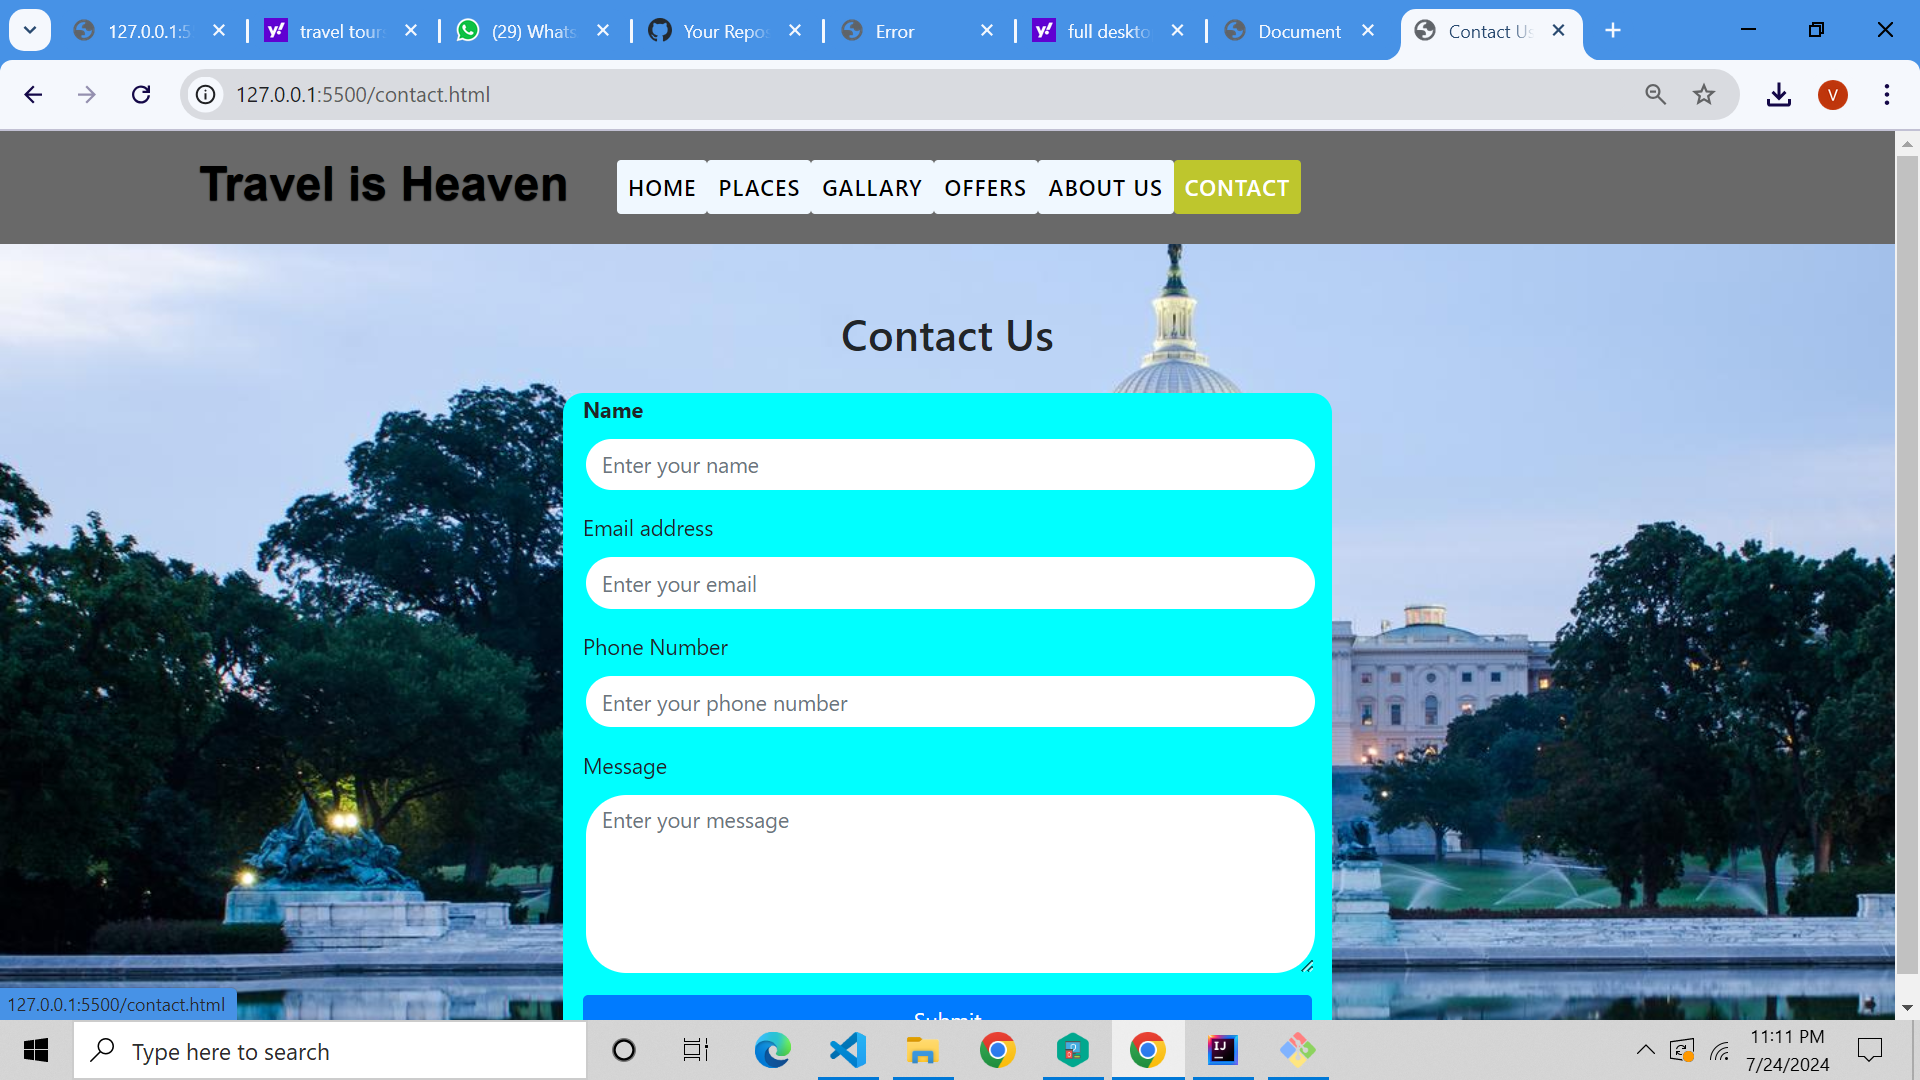 127.0.0.1:5
travel tour
(29) Whats
Your Repos
Error
full deskto
Document
Contact Us
127.0.0.1:5500/contact.html
V
Travel is Heaven
HOME
PLACES
GALLARY
OFFERS
ABOUT US
CONTACT
Contact Us
Name
Enter your name
Email address
Enter your email
Phone Number
Enter your phone number
Message
Enter your message
Submit
127.0.0.1:5500/contact.html
Type here to search
IJ
11:11 PM
7/24/2024